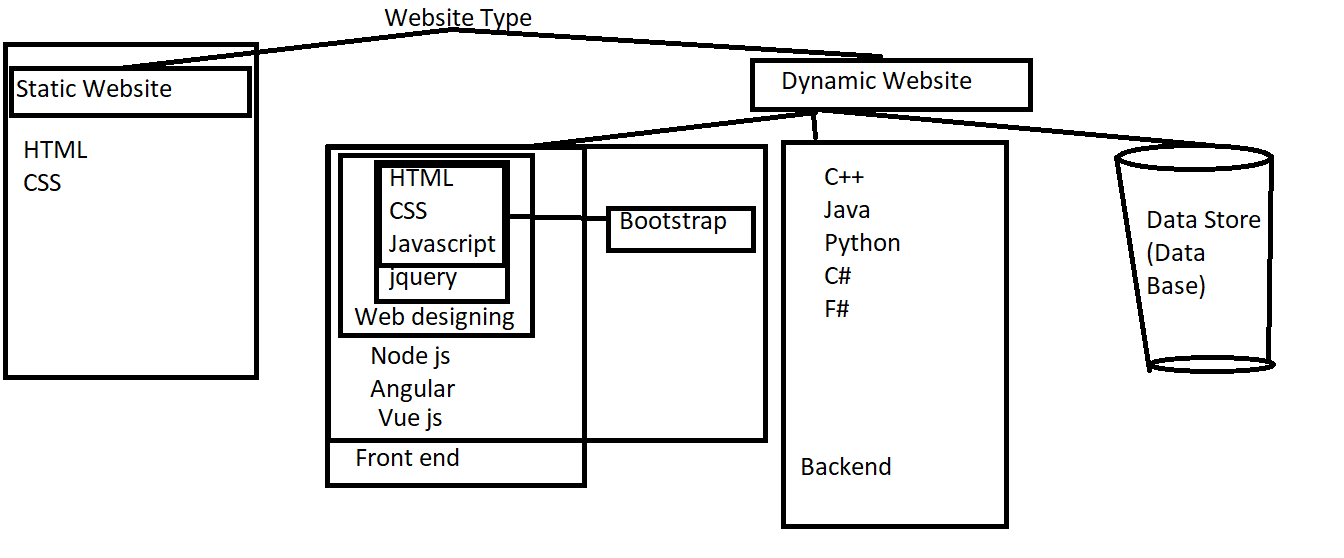 Website Type
Static Website
HTML
CSS
Dynamic Website
HTML
CSS
Javascript
jquery
Web designing
Node js
Angular
Vue js
Front end
Bootstrap
C++
Java
Python
C#
F#
Backend
Data Store
(Data
Base)